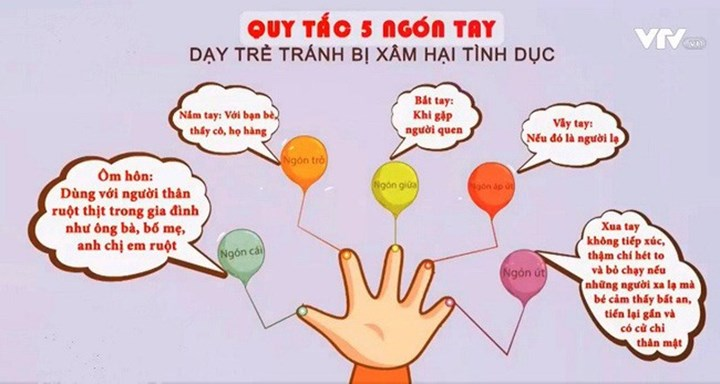 QUY TẮC 5 NGÓN TAY
DẠY TRẺ TRÁNH BỊ XÂM HẠI TÌNH DỤC
VTV.VN
Ôm hôn:
Dùng với người thân
ruột thịt trong gia đình
như ông bà, bố mẹ,
anh chị em ruột
Ngón cái
Nắm tay: Với bạn bè,
thầy cô, họ hàng
Ngón trỏ
Bắt tay:
Khi gặp
người quen
Ngón giữa
Vẫy tay:
Nếu đó là người lạ
Ngón áp út
Xua tay
không tiếp xúc,
thậm chí hét to
và bỏ chạy nếu
những người xa lạ mà
bé cảm thấy bất an,
tiến lại gần và
có cử chỉ
thân mật
Ngón út